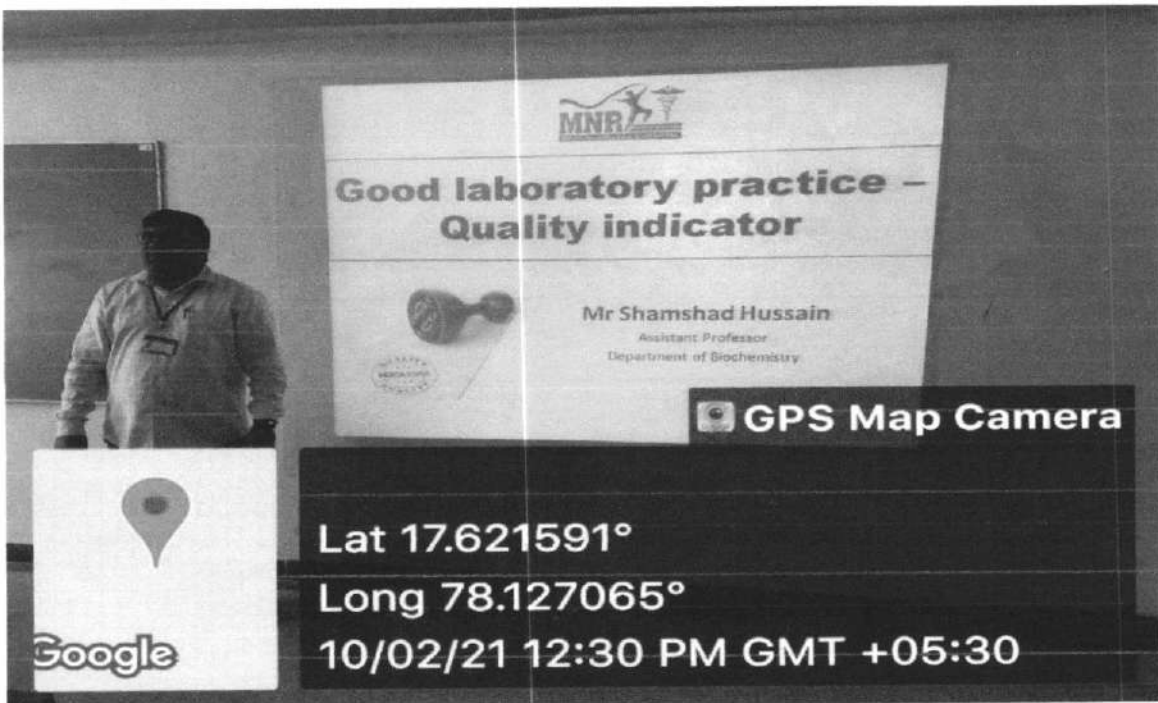 MNR
Good laboratory practice –
Quality indicator
Mr Shamshad Hussain
Assistant Professor
Department of Biochemistry
GPS Map Camera
Lat 17.621591°
Long 78.127065°
10/02/21 12:30 PM GMT +05:30
Google